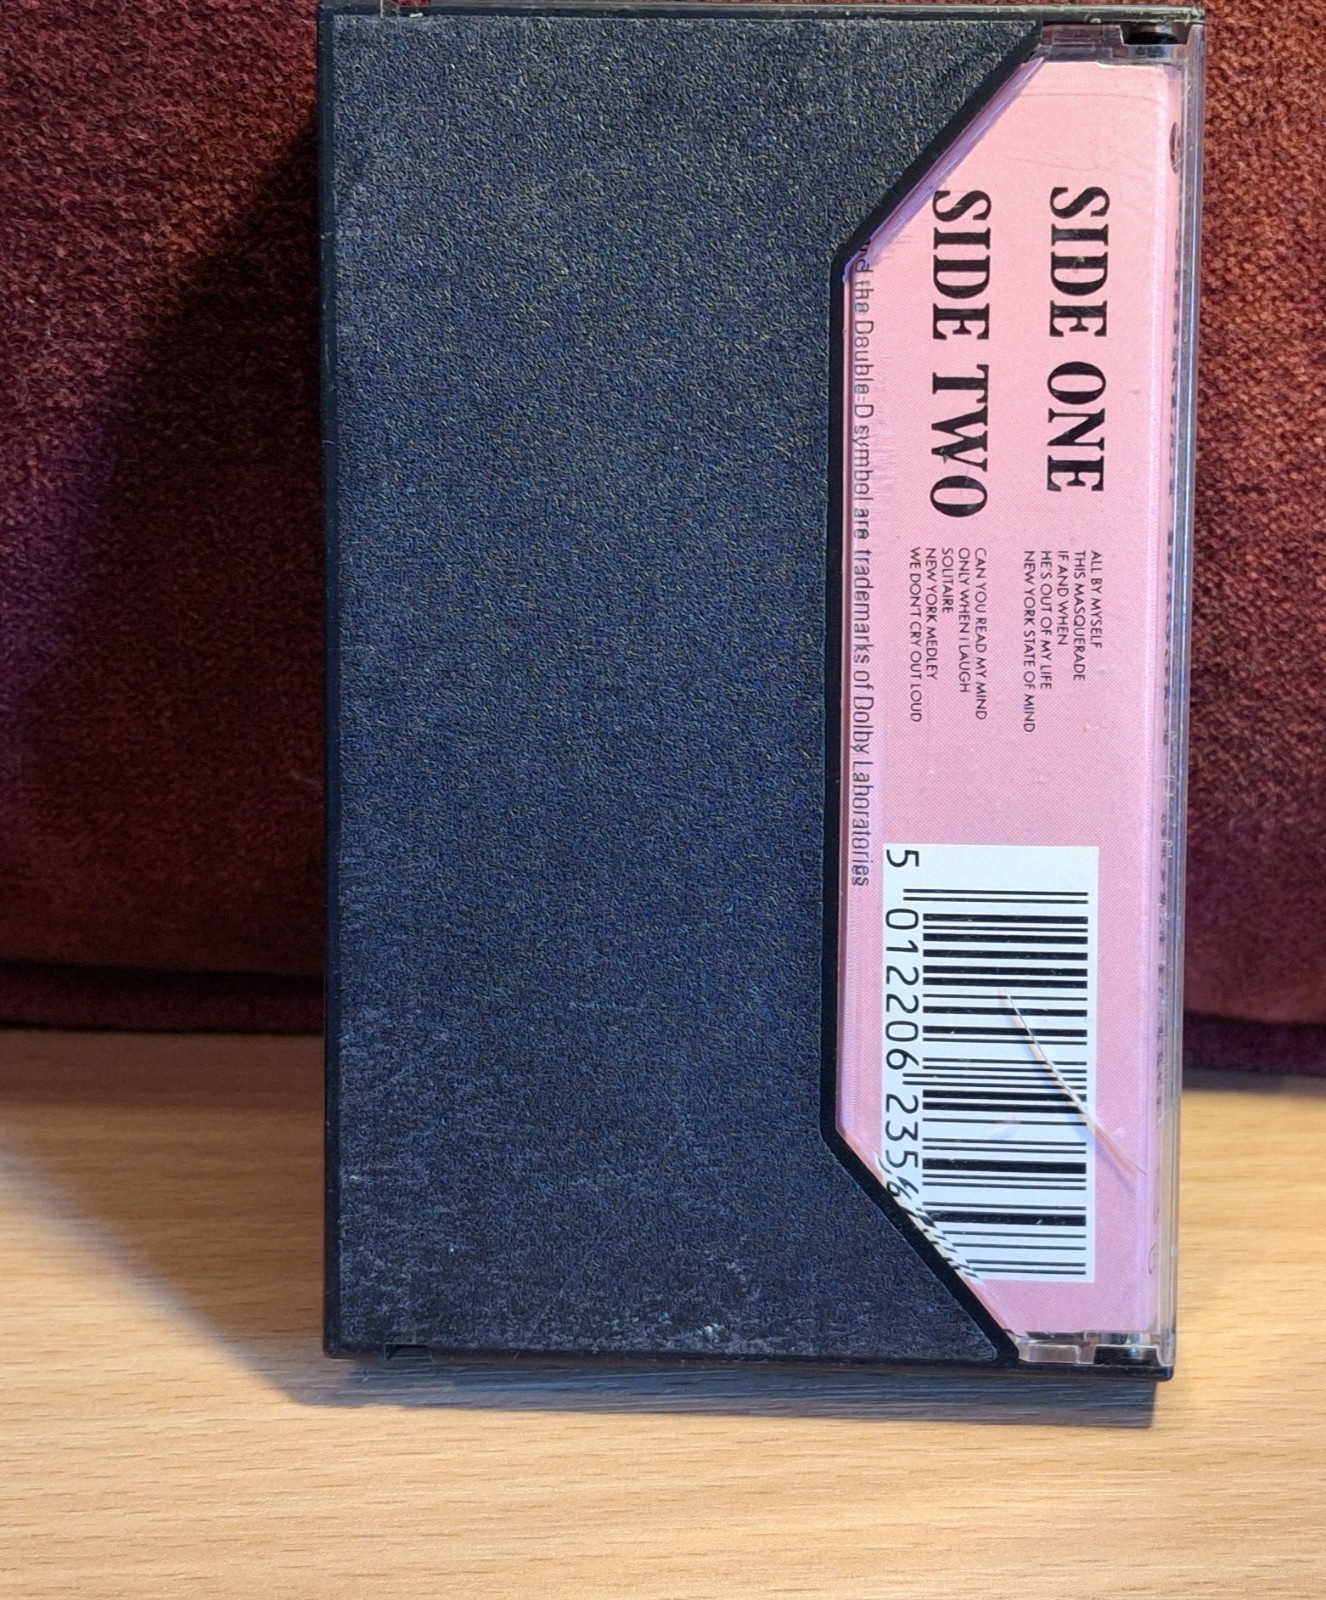 SIDE ONE
ALL BY MYSELF
THIS MASQUERADE
IF AND WHEN
HE'S OUT OF MY LIFE
NEW YORK STATE OF MIND
SIDE TWO
CAN YOU READ MY MIND
ONLY WHEN I LAUGH
SOLITAIRE
NEW YORK MEDLEY
WE DON'T CRY OUT LOUD
the Double-D symbol are trademarks of Dolby Laboratories
5 012206 235